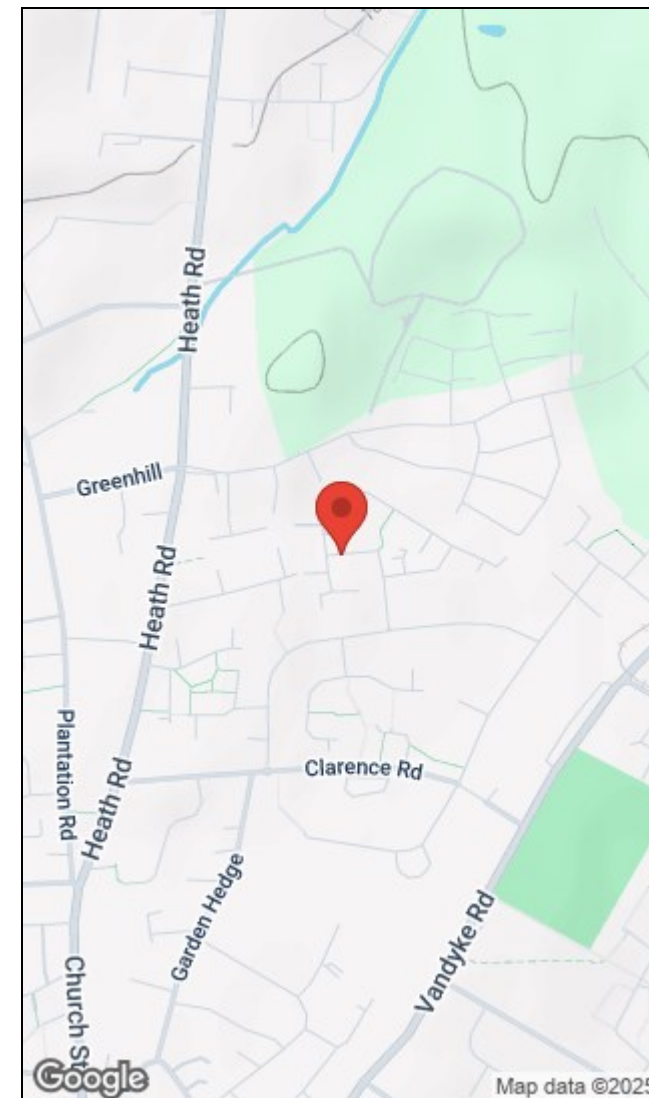 Heath Rd
Greenhill
Heath Rd
Plantation Rd
Clarence Rd
Heath Rd
Garden Hedge
Vandyke Rd
Church St
Google
Map data ©2025